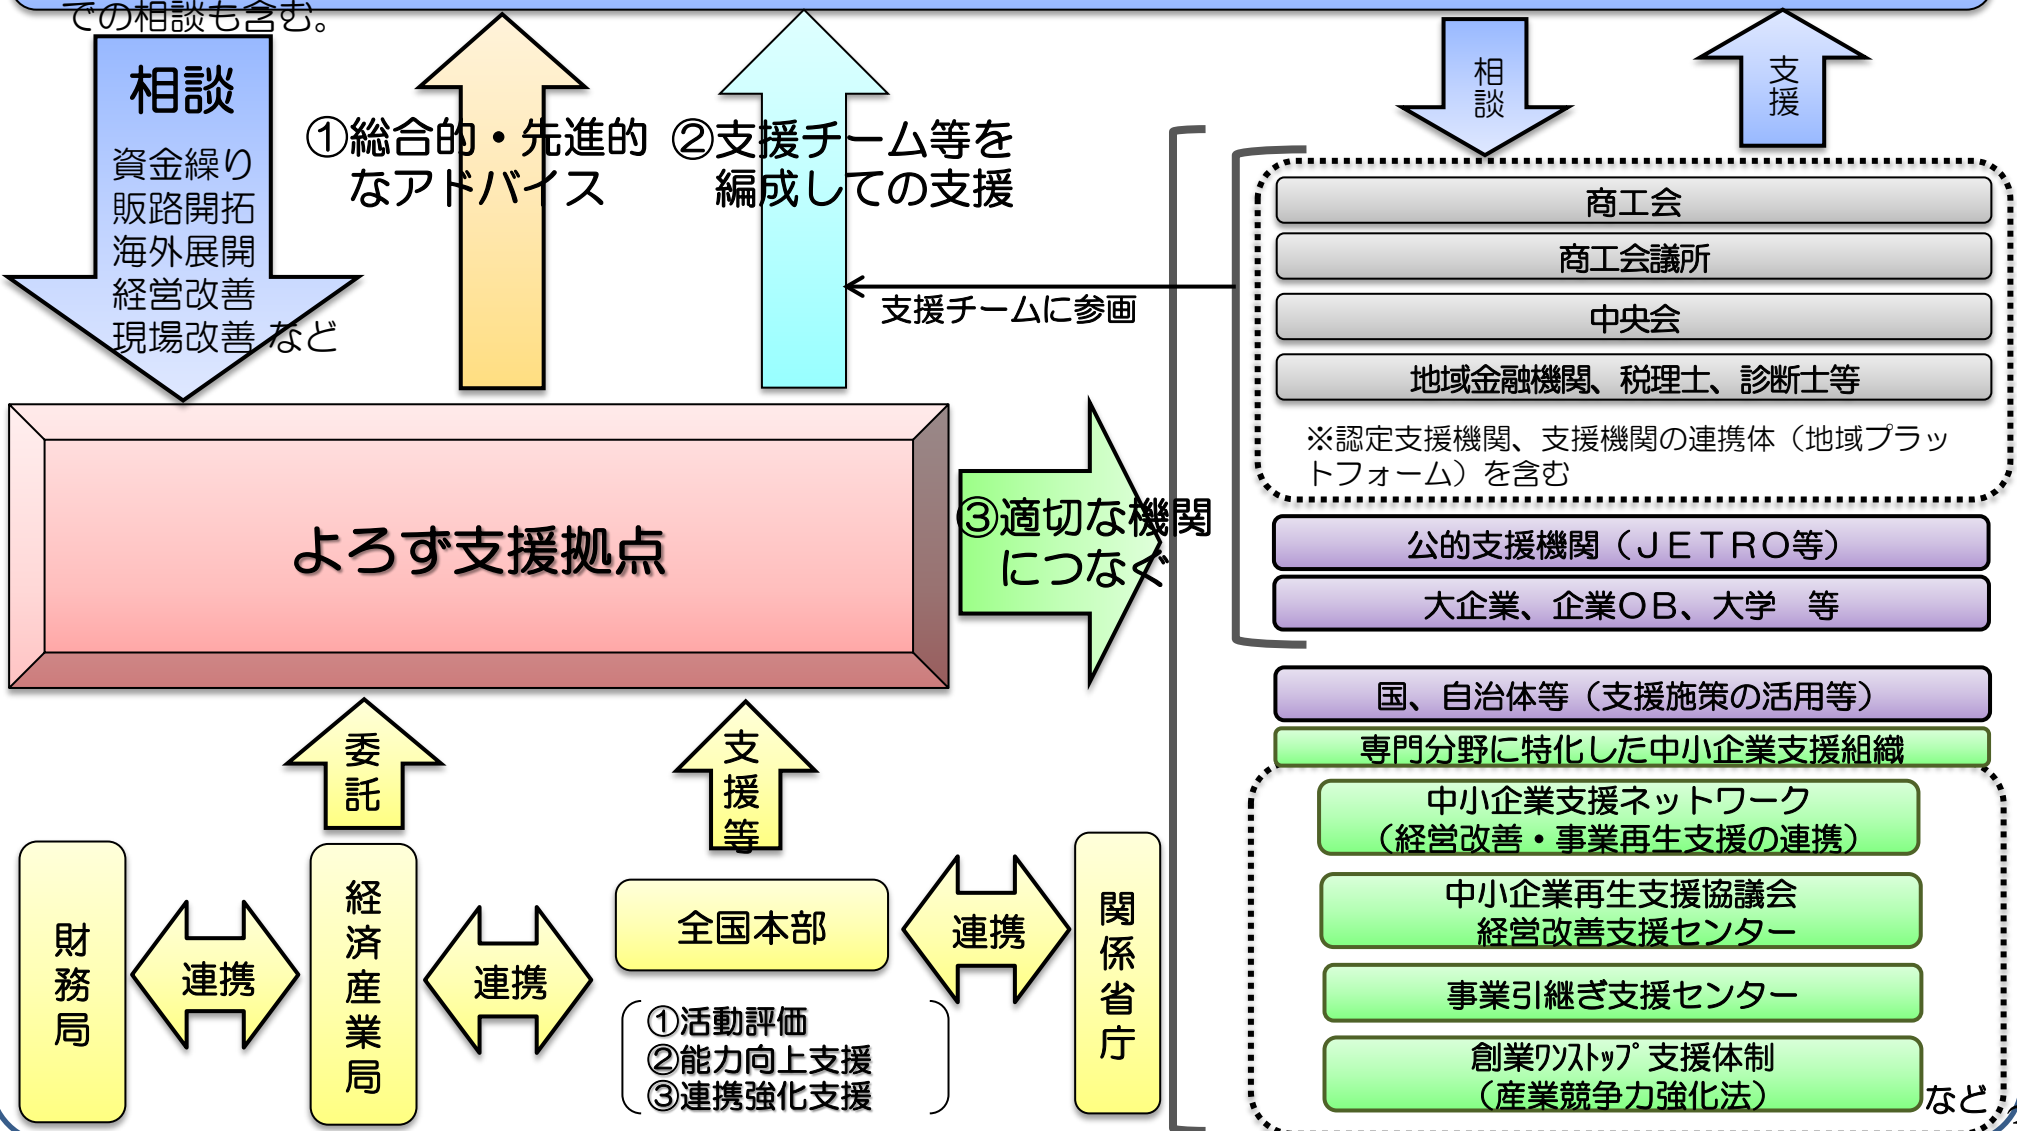 での相談も含む。
相談
資金繰り
販路開拓
海外展開
経営改善
現場改善 など
①総合的・先進的
なアドバイス
②支援チーム等を
編成しての支援
相談
支援
支援チームに参画
商工会
商工会議所
中央会
地域金融機関、税理士、診断士等
※認定支援機関、支援機関の連携体（地域プラッ
トフォーム）を含む
よろず支援拠点
③適切な機関
につなぐ
公的支援機関（ＪＥＴＲＯ等）
大企業、企業ＯＢ、大学　等
国、自治体等（支援施策の活用等）
専門分野に特化した中小企業支援組織
中小企業支援ネットワーク
（経営改善・事業再生支援の連携）
中小企業再生支援協議会
経営改善支援センター
事業引継ぎ支援センター
創業ﾜﾝｽﾄｯﾌﾟ支援体制
（産業競争力強化法）
など
委託
支援等
財務局
連携
経済産業局
連携
全国本部
連携
関係省庁
①活動評価
②能力向上支援
③連携強化支援